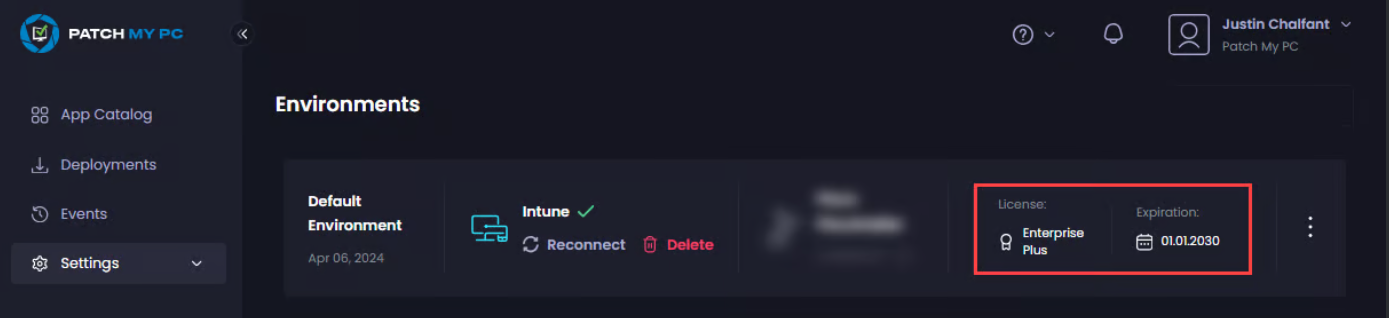 PATCH MY PC
Justin Chalfant
Patch My PC
App Catalog
Deployments
Events
Settings
Environments
Default
Environment
Apr 06, 2024
Intune
Reconnect
Delete
License:
Enterprise
Plus
Expiration:
01.01.2030